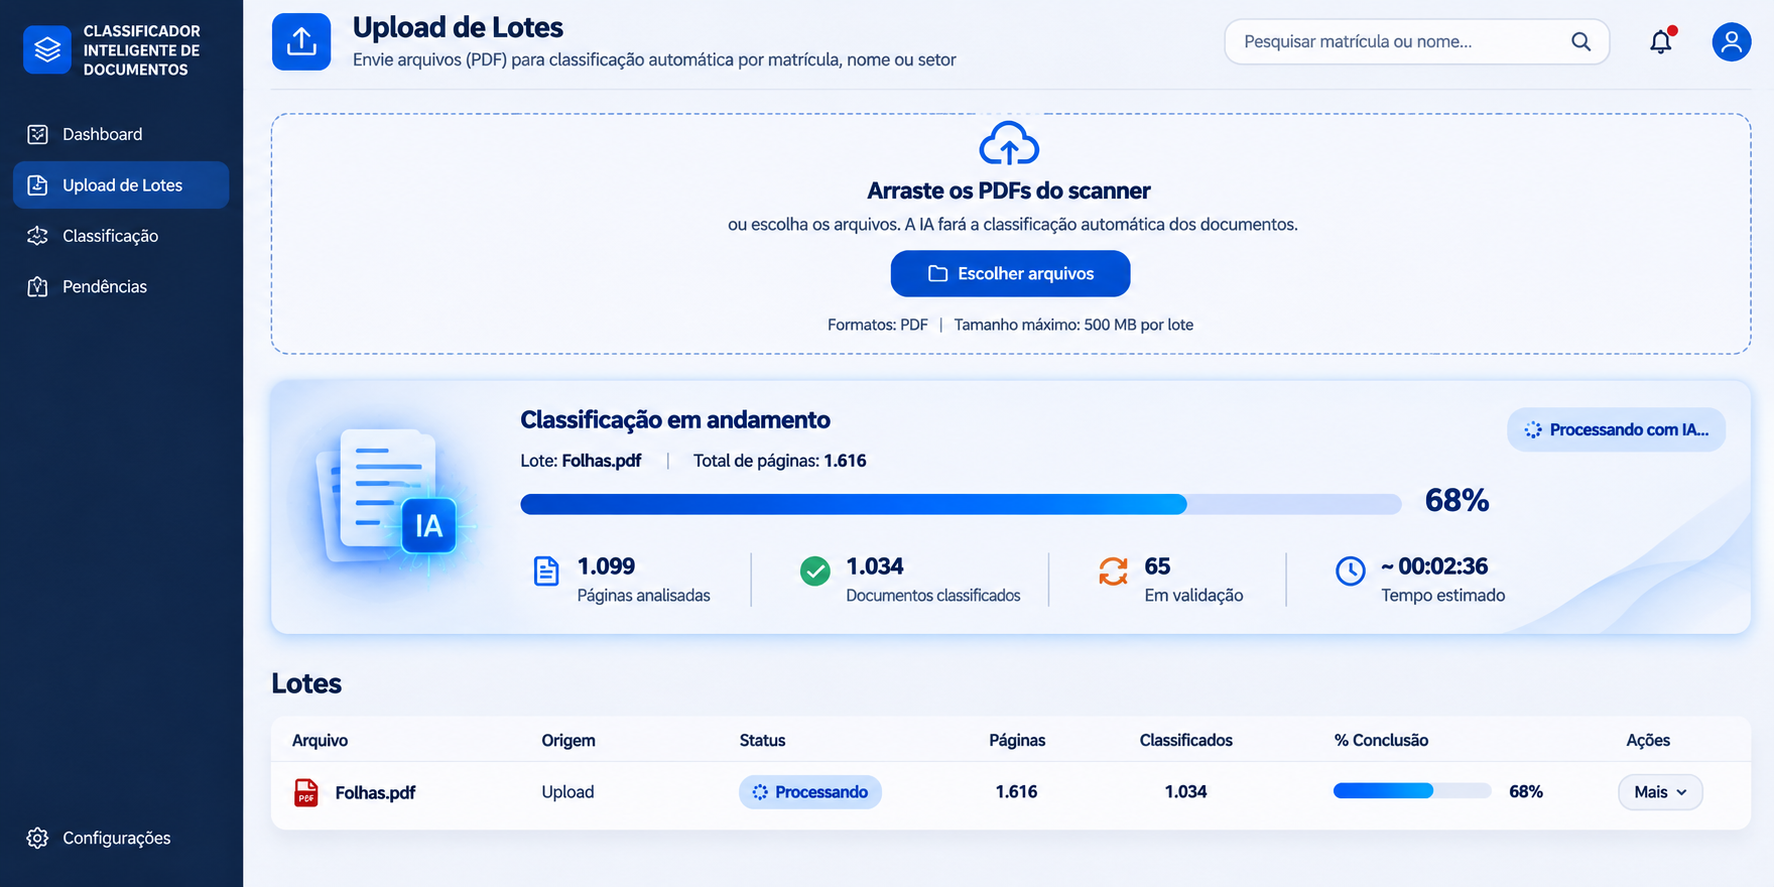 CLASSIFICADOR
INTELIGENTE DE
DOCUMENTOS
Dashboard
Upload de Lotes
Classificação
Pendências
Configurações
Upload de Lotes
Envie arquivos (PDF) para classificação automática por matrícula, nome ou setor
Pesquisar matrícula ou nome...
Arraste os PDFs do scanner
ou escolha os arquivos. A IA fará a classificação automática dos documentos.
Escolher arquivos
Formatos: PDF | Tamanho máximo: 500 MB por lote
IA
Classificação em andamento
Processando com IA...
Lote: Folhas.pdf | Total de páginas: 1.616
68%
1.099
Páginas analisadas
1.034
Documentos classificados
65
Em validação
~ 00:02:36
Tempo estimado
Lotes
Arquivo Origem Status Páginas Classificados % Conclusão Ações
PDF Folhas.pdf Upload Processando 1.616 1.034 68% Mais